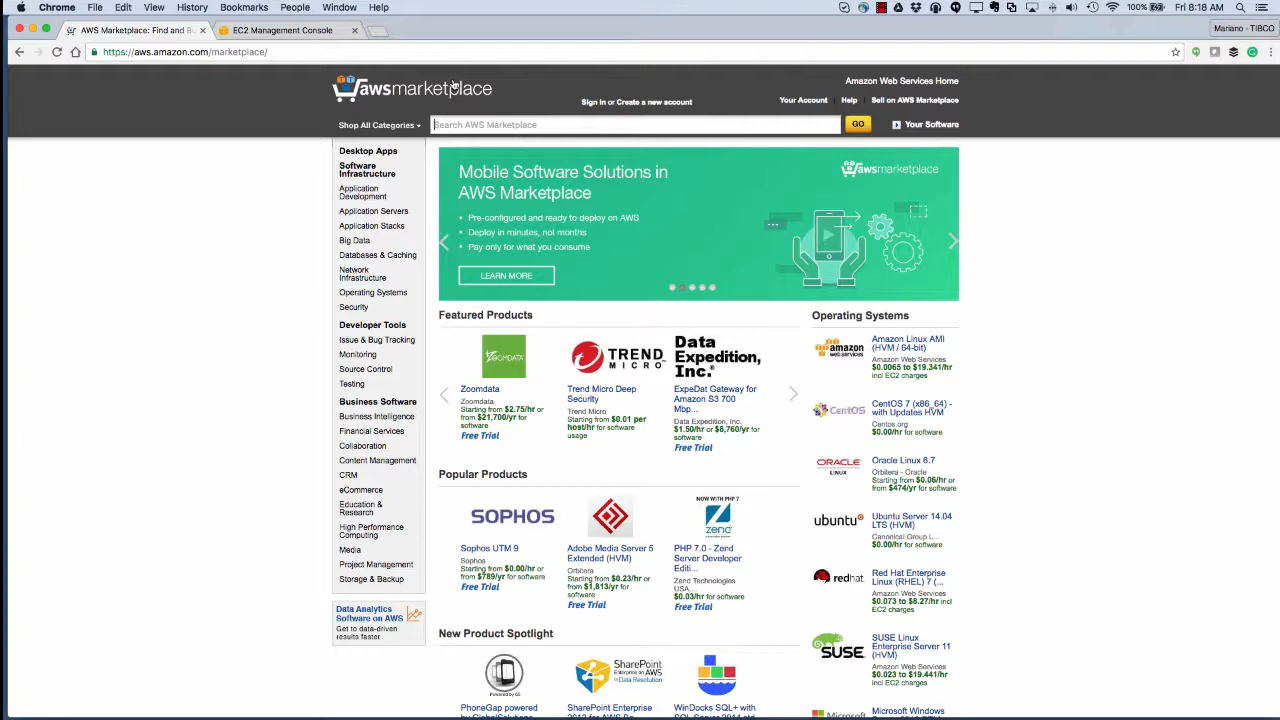 Chrome File Edit View History Bookmarks People Window Help
100% Fri 8:18 AM
AWS Marketplace: Find and Bu
EC2 Management Console
Mariano - TIBCO
https://aws.amazon.com/marketplace/
awsmarketplace
Amazon Web Services Home
Sign In or Create a new account
Your Account
Help
Sell on AWS Marketplace
Shop All Categories
Search AWS Marketplace
GO
Your Software
Desktop Apps
Software
Infrastructure
Application
Development
Application Servers
Application Stacks
Big Data
Databases & Caching
Network
Infrastructure
Operating Systems
Security
Developer Tools
Issue & Bug Tracking
Monitoring
Source Control
Testing
Business Software
Business Intelligence
Financial Services
Collaboration
Content Management
CRM
eCommerce
Education &
Research
High Performance
Computing
Media
Project Management
Storage & Backup
Data Analytics
Software on AWS
Get to data-driven
results faster
Mobile Software Solutions in
AWS Marketplace
• Pre-configured and ready to deploy on AWS
• Deploy in minutes, not months
• Pay only for what you consume
LEARN MORE
awsmarketplace
Featured Products
ZOOMDATA
Zoomdata
Zoomdata
Starting from $2.75/hr or
from $21,700/yr for
software
Free Trial
TREND
MICRO
Trend Micro Deep
Security
Trend Micro
Starting from $0.01 per
host/hr for software
usage
Data
Expedition,
Inc.®
ExpeDat Gateway for
Amazon S3 700
Mbp...
Data Expedition, Inc.
$1.50/hr or $8,760/yr for
software
Free Trial
Popular Products
SOPHOS
Sophos UTM 9
Sophos
Starting from $0.00/hr or
from $789/yr for software
Free Trial
Adobe Media Server 5
Extended (HVM)
Orbitera
Starting from $0.23/hr or
from $1,813/yr for
software
Free Trial
NOW WITH PHP 7
zend
PHP 7.0 - Zend
Server Developer
Editi...
Zend Technologies
USA,...
$0.03/hr for software
Free Trial
New Product Spotlight
Powered by G5
PhoneGap powered
by GlobalSolutions
SharePoint
Enterprise on AWS
by Data Resolution
SharePoint Enterprise
2013 for AWS By
WinDocks SQL+ with
SQL Server 2014 std
Operating Systems
amazon
web services
Amazon Linux AMI
(HVM / 64-bit)
Amazon Web Services
$0.0065 to $19.341/hr
incl EC2 charges
CentOS
CentOS 7 (x86_64) -
with Updates HVM
Centos.org
$0.00/hr for software
ORACLE
LINUX
Oracle Linux 6.7
Orbitera - Oracle
Starting from $0.06/hr or
from $474/yr for software
ubuntu
Ubuntu Server 14.04
LTS (HVM)
Canonical Group L...
$0.00/hr for software
redhat
Red Hat Enterprise
Linux (RHEL) 7 (...
Amazon Web Services
$0.073 to $8.27/hr incl
EC2 charges
SUSE
SUSE Linux
Enterprise Server 11
(HVM)
Amazon Web Services
$0.023 to $19.441/hr
incl EC2 charges
Microsoft
Microsoft Windows